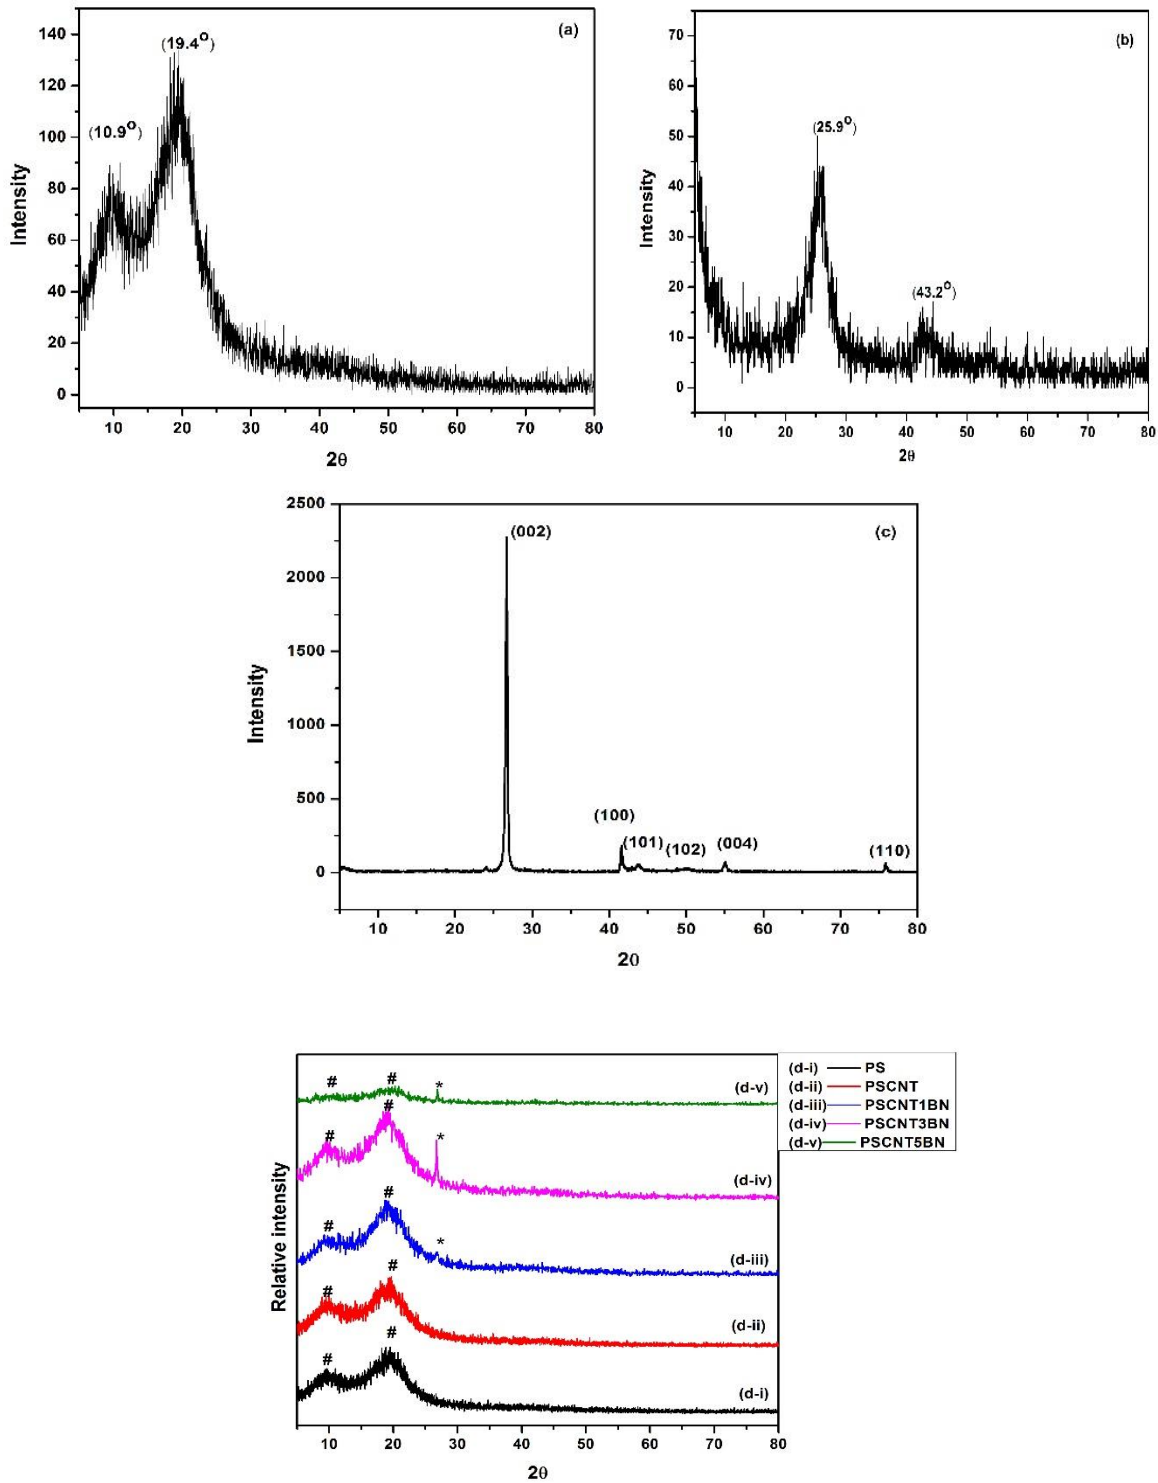 (a)
(19.4°)
(10.9°)
Intensity
140
120
100
80
60
40
20
0
10 20 30 40 50 60 70 80
2θ
(b)
(25.9°)
(43.2°)
Intensity
70
60
50
40
30
20
10
0
10 20 30 40 50 60 70 80
2θ
(c)
(002)
(100)
(101)
(102)
(004)
(110)
Intensity
2500
2000
1500
1000
500
0
10 20 30 40 50 60 70 80
2θ
(d-i) PS
(d-ii) PSCNT
(d-iii) PSCNT1BN
(d-iv) PSCNT3BN
(d-v) PSCNT5BN
# # * (d-v)
# # * (d-iv)
# # * (d-iii)
# # (d-ii)
# # (d-i)
Relative intensity
10 20 30 40 50 60 70 80
2θ